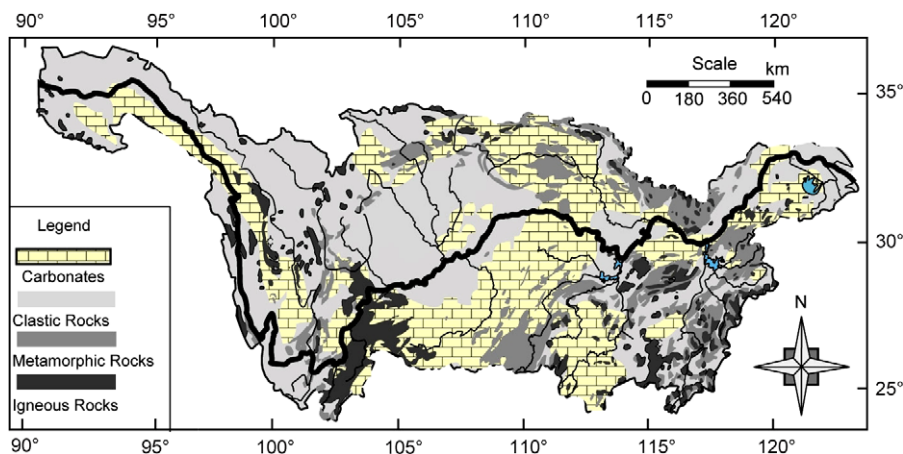 90° 95° 100° 105° 110° 115° 120°
Scale km
0 180 360 540
35°
30°
25°
Legend
Carbonates
Clastic Rocks
Metamorphic Rocks
Igneous Rocks
N
90° 95° 100° 105° 110° 115° 120°